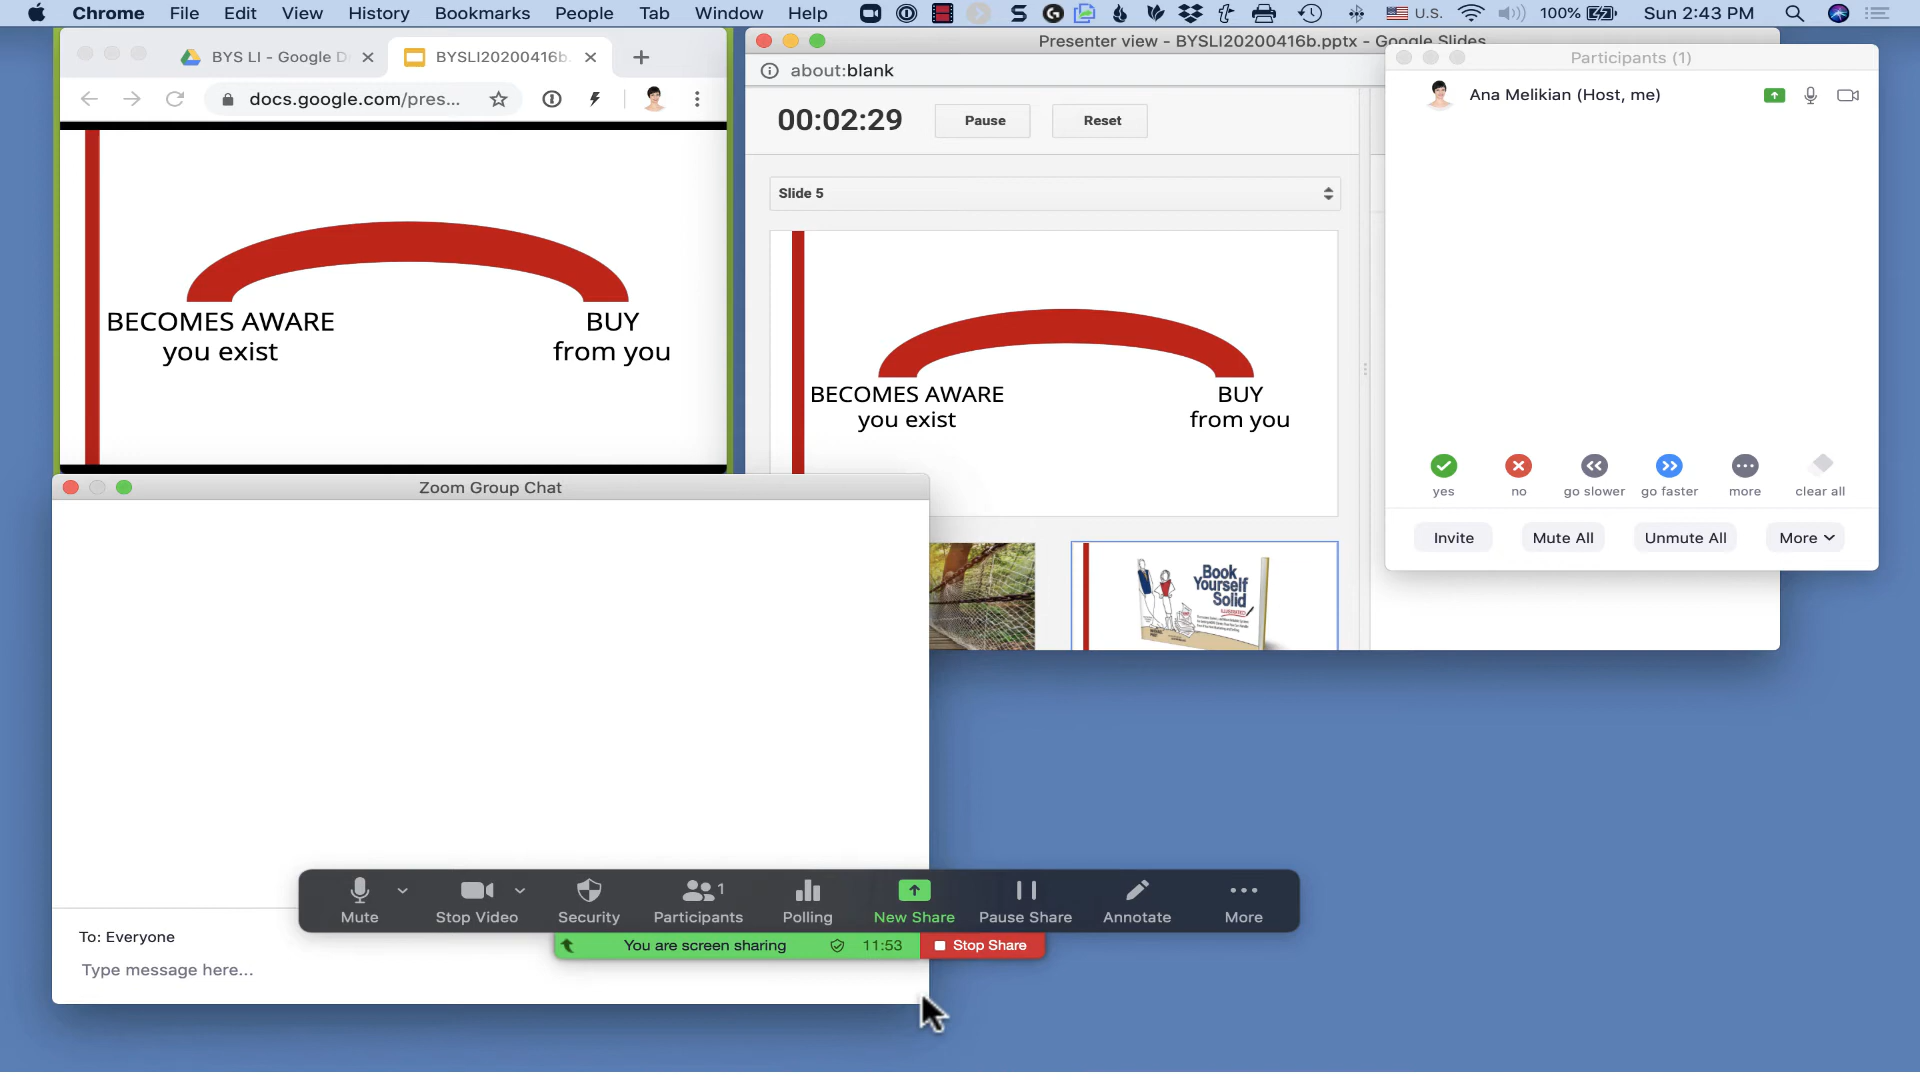 Chrome File Edit View History Bookmarks People Tab Window Help U.S. 100% Sun 2:43 PM
BYS LI - Google D BYSLI20200416b.
docs.google.com/pres...
BECOMES AWARE
you exist
BUY
from you
Presenter view - BYSLI20200416b.pptx - Google Slides
about:blank
00:02:29 Pause Reset
Slide 5
BECOMES AWARE
you exist
BUY
from you
Book
Yourself
Solid
ILLUSTRATED
Participants (1)
Ana Melikian (Host, me)
yes no go slower go faster more clear all
Invite Mute All Unmute All More
Zoom Group Chat
To: Everyone
Type message here...
1
Mute Stop Video Security Participants Polling New Share Pause Share Annotate More
You are screen sharing 11:53 Stop Share